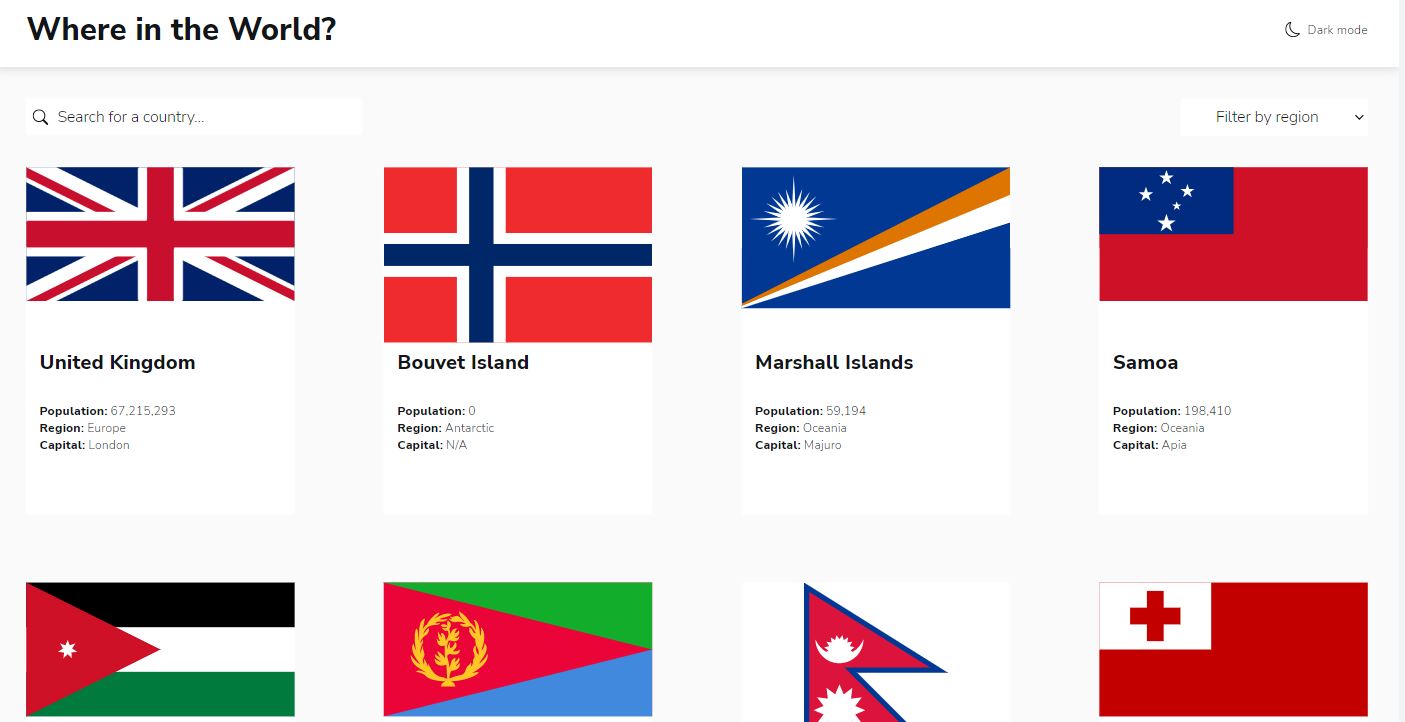 Where in the World?
Dark mode
Search for a country...
Filter by region
United Kingdom
Population: 67,215,293
Region: Europe
Capital: London
Bouvet Island
Population: 0
Region: Antarctic
Capital: N/A
Marshall Islands
Population: 59,194
Region: Oceania
Capital: Majuro
Samoa
Population: 198,410
Region: Oceania
Capital: Apia